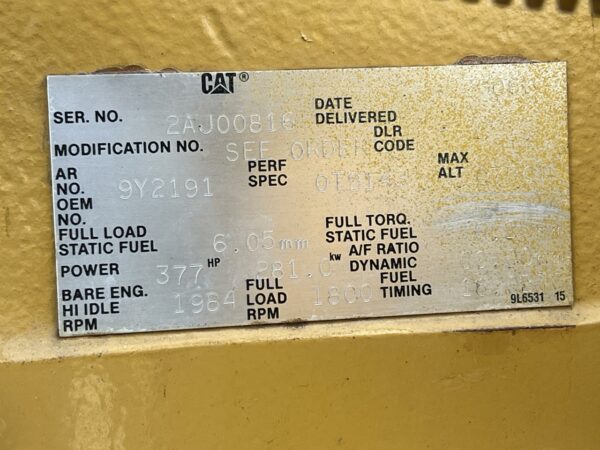 CAT®
SER. NO. 2AJ00816 DATE DELIVERED
MODIFICATION NO. SEE ORDER DLR CODE
AR NO. 9Y2191 PERF SPEC MAX ALT
OEM NO.
FULL LOAD STATIC FUEL 6.05 mm FULL TORQ. STATIC FUEL
A/F RATIO DYNAMIC
POWER 377 HP 281.0 kw
BARE ENG. HI IDLE RPM 1984 FULL LOAD RPM 1800 FUEL TIMING
9L6531 15